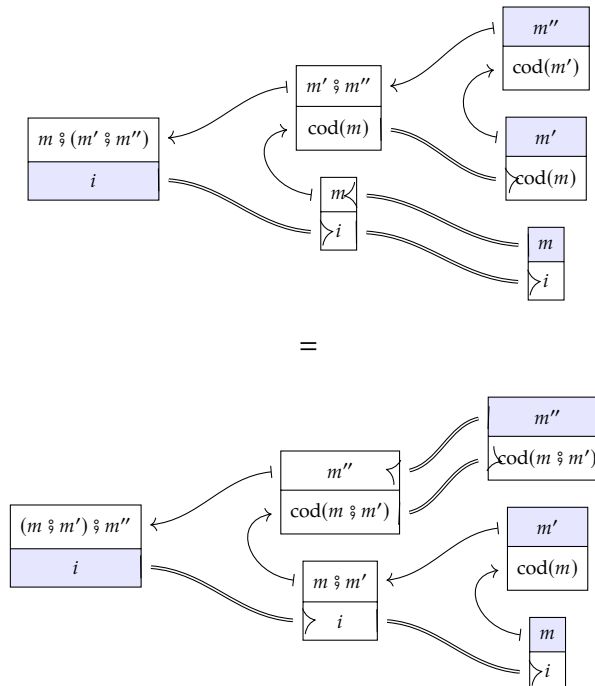 m″
cod(m′)
m′ ⨟ m″
cod(m)
m ⨟ (m′ ⨟ m″)
i
m′
cod(m)
m
i
m
i
=
m″
cod(m ⨟ m′)
m″
cod(m ⨟ m′)
(m ⨟ m′) ⨟ m″
i
m′
cod(m)
m ⨟ m′
i
m
i